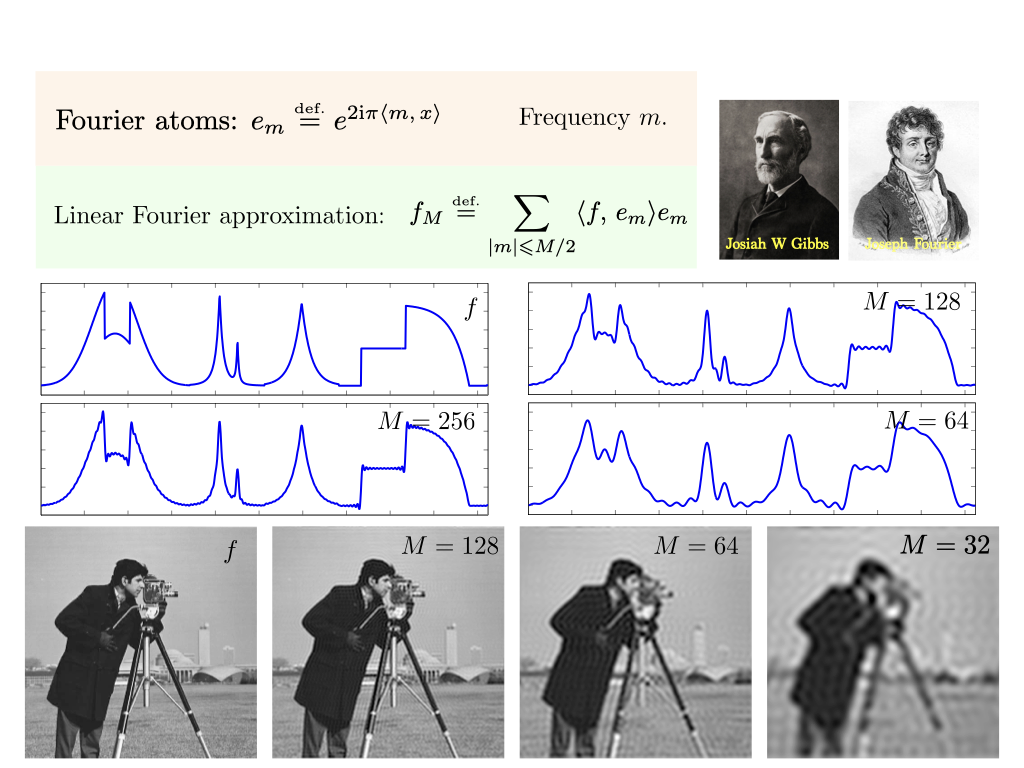 Fourier atoms: e_m def.= e^{2iπ⟨m, x⟩} Frequency m.
Linear Fourier approximation: f_M def.= ∑_{|m|⩽M/2} ⟨f, e_m⟩e_m
Josiah W Gibbs
Joseph Fourier
f
M = 128
M = 256
M = 64
f
M = 128
M = 64
M = 32